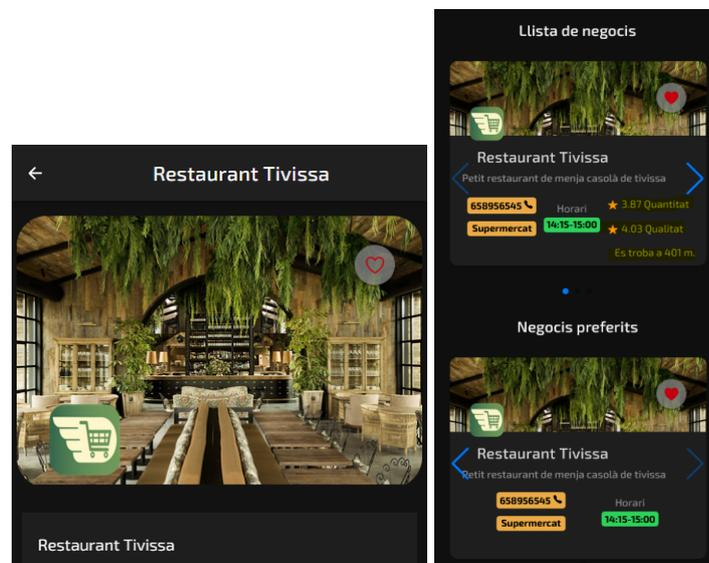 Restaurant Tivissa
Restaurant Tivissa
Llista de negocis
Restaurant Tivissa
Petit restaurant de menja casolà de tivissa
658956545
Horari
3.87 Quantitat
Supermercat
14:15-15:00
4.03 Qualitat
Es troba a 401 m.
Negocis preferits
Restaurant Tivissa
Petit restaurant de menja casolà de tivissa
658956545
Horari
Supermercat
14:15-15:00